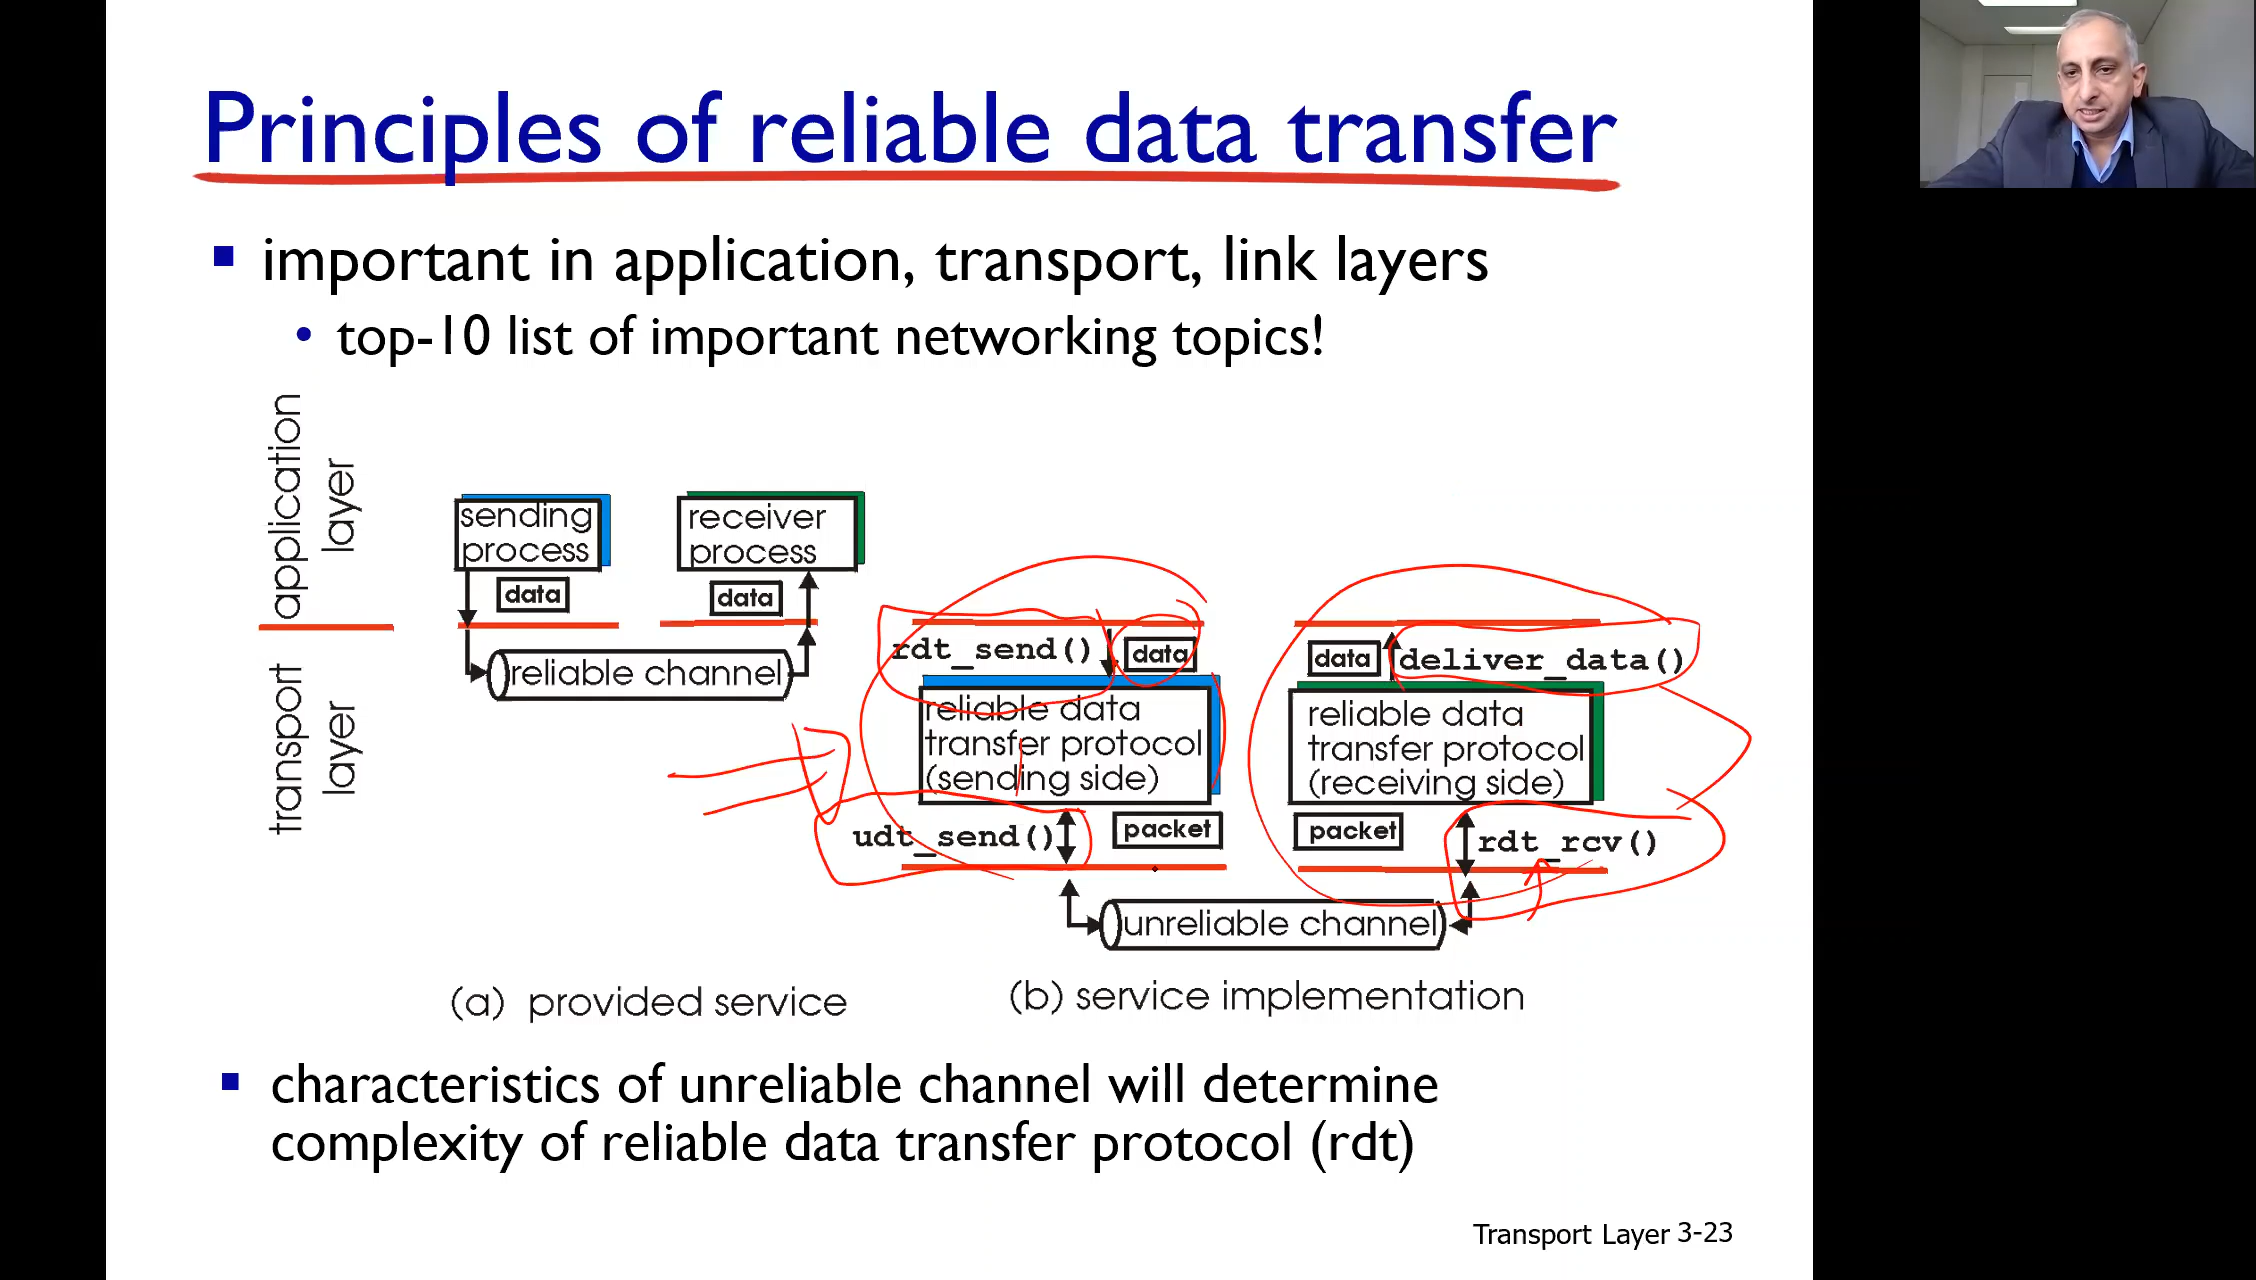 Principles of reliable data transfer
important in application, transport, link layers
top-10 list of important networking topics!
application
layer
transport
layer
sending
process
data
receiver
process
data
reliable channel
rdt_send()
data
reliable data
transfer protocol
(sending side)
udt_send()
packet
data
deliver_data()
reliable data
transfer protocol
(receiving side)
packet
rdt_rcv()
unreliable channel
(a) provided service
(b) service implementation
characteristics of unreliable channel will determine
complexity of reliable data transfer protocol (rdt)
Transport Layer 3-23